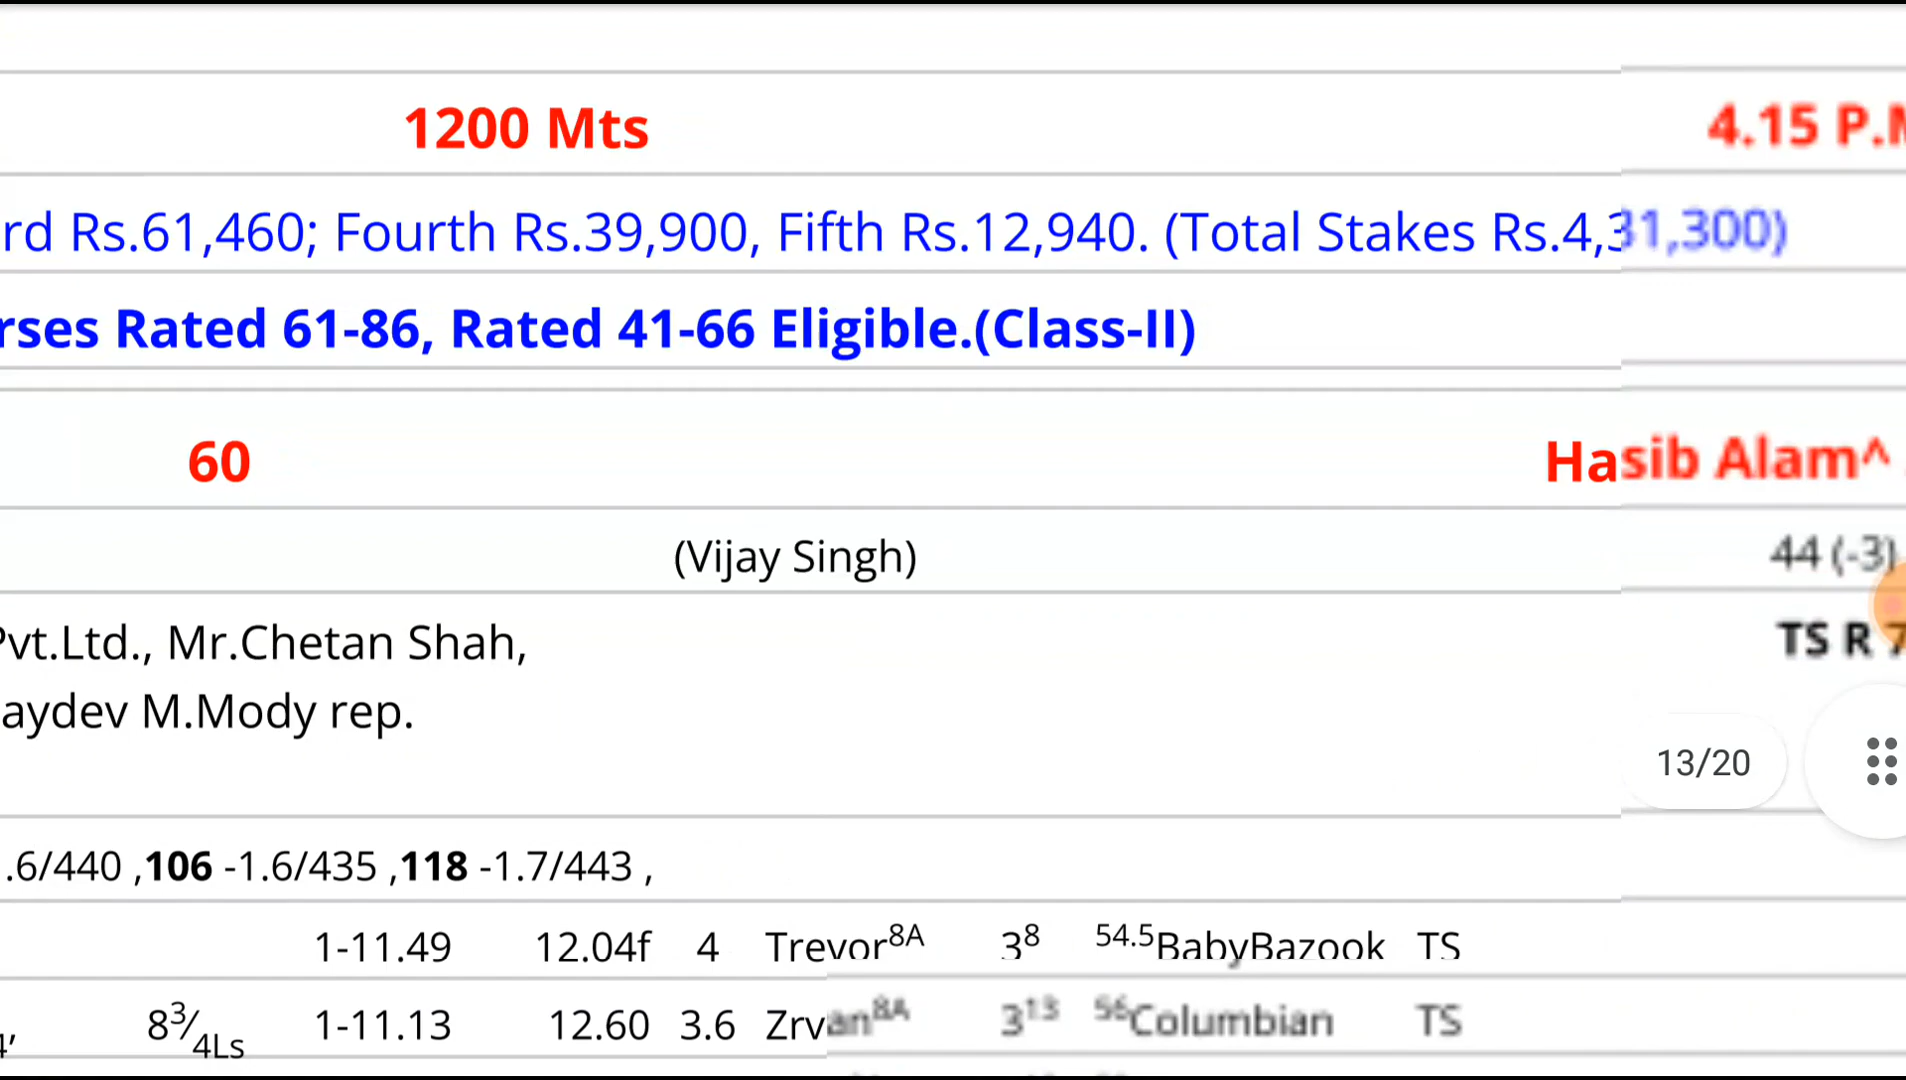 1200 Mts 4.15 P.M
rd Rs.61,460; Fourth Rs.39,900, Fifth Rs.12,940. (Total Stakes Rs.4,31,300)
rses Rated 61-86, Rated 41-66 Eligible.(Class-II)
60 Hasib Alam^
(Vijay Singh) 44 (-3)
Pvt.Ltd., Mr.Chetan Shah, TS R 7
aydev M.Mody rep.
13/20
.6/440 ,106 -1.6/435 ,118 -1.7/443 ,
1-11.49 12.04f 4 Trevor8A 3⁸ 54.5BabyBazook TS
8¾Ls 1-11.13 12.60 3.6 Zrvan8A 3¹³ 56Columbian TS